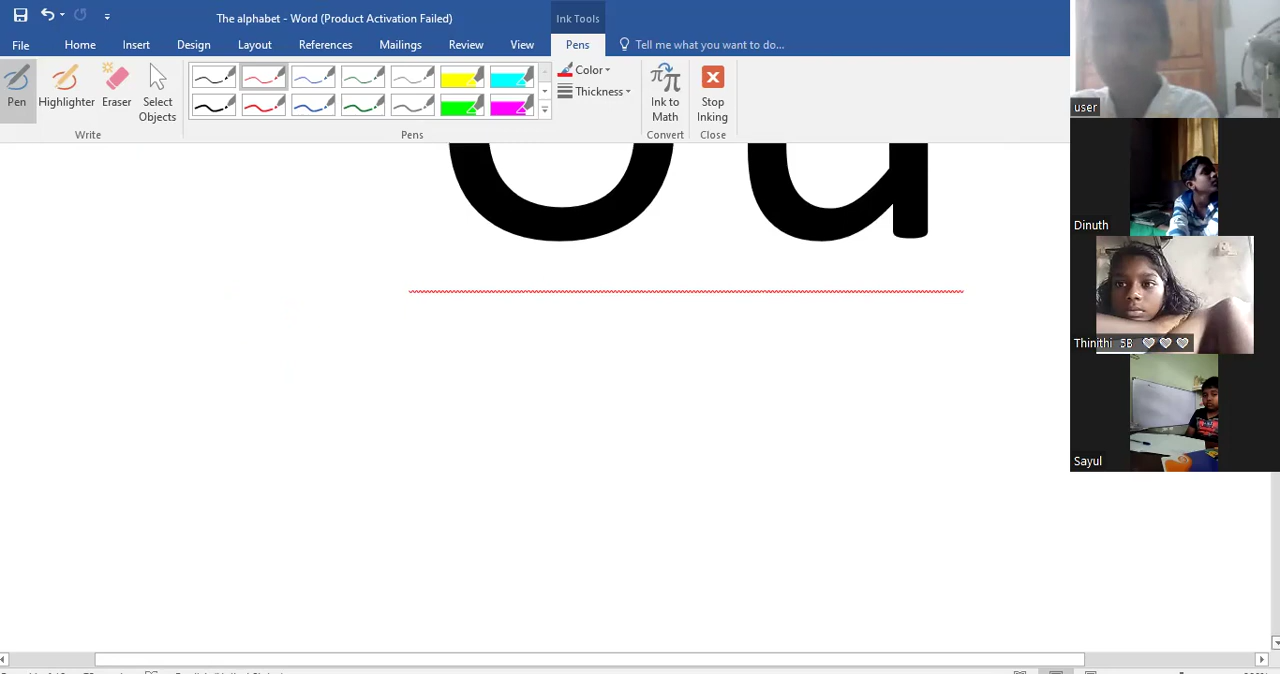 The alphabet - Word (Product Activation Failed)
Ink Tools
File
Home
Insert
Design
Layout
References
Mailings
Review
View
Pens
Tell me what you want to do...
Pen
Highlighter
Eraser
Select
Objects
Color
Thickness
Ink to
Math
Stop
Inking
Write
Pens
Convert
Close
user
Dinuth
Thinithi 5B 🤍🤍🤍
Sayul